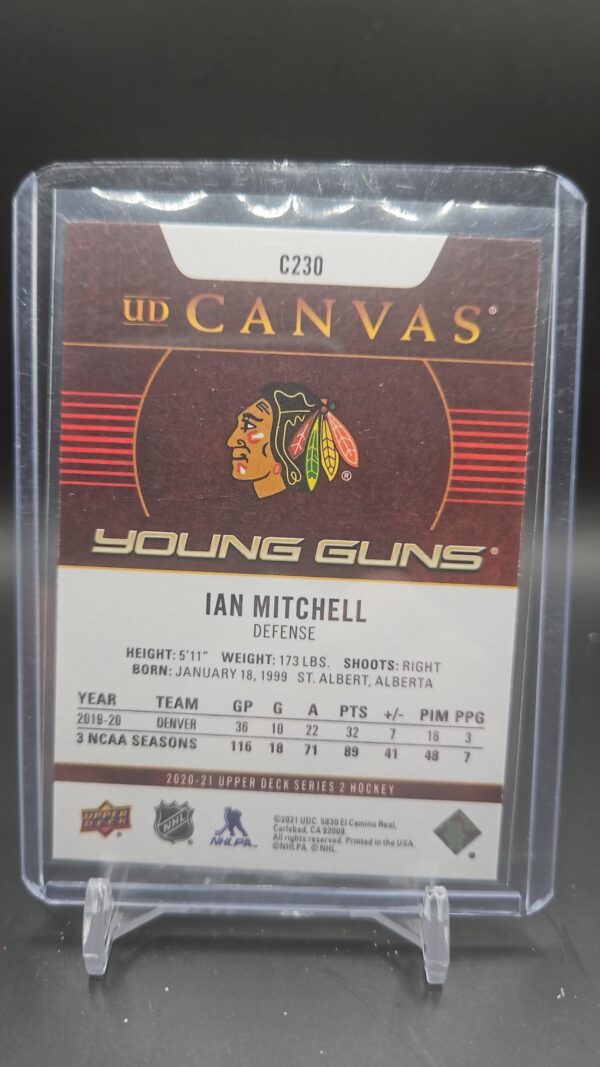 C230
UD CANVAS®
®
YOUNG GUNS®
IAN MITCHELL
DEFENSE
HEIGHT: 5'11" WEIGHT: 173 LBS. SHOOTS: RIGHT
BORN: JANUARY 18, 1999 ST. ALBERT, ALBERTA
YEAR TEAM GP G A PTS +/- PIM PPG
2019-20 DENVER 36 10 22 32 7 16 3
3 NCAA SEASONS 116 18 71 89 41 48 7
2020-21 UPPER DECK SERIES 2 HOCKEY
UPPER DECK
NHL
NHLPA
©2021 UDC. 5830 El Camino Real,
Carlsbad, CA 92008.
All rights reserved. Printed in the USA.
©NHLPA. © NHL.